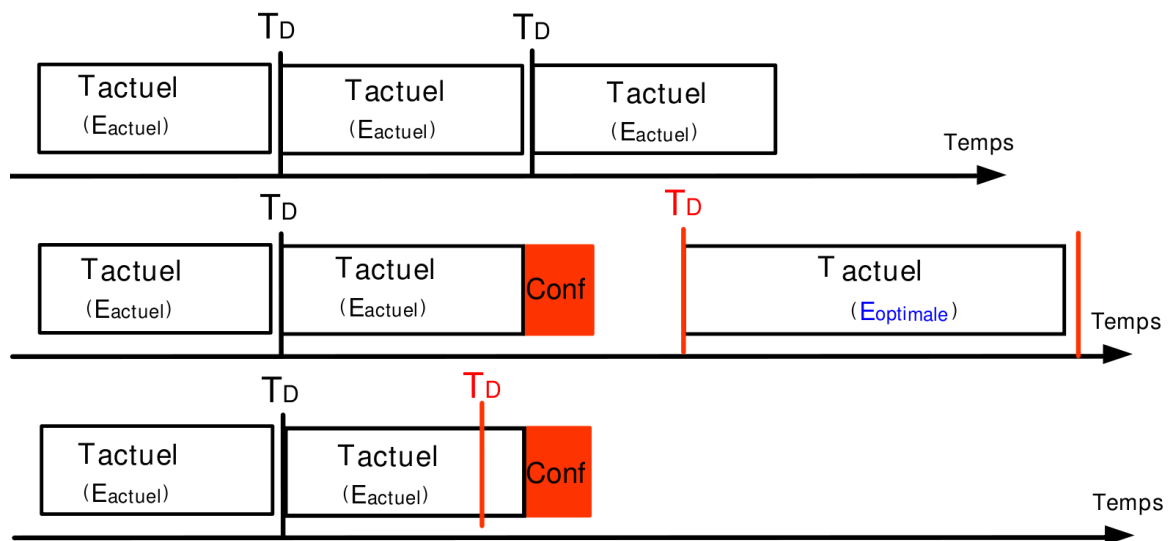 TD TD
Tactuel Tactuel Tactuel
(Eactuel) (Eactuel) (Eactuel)
Temps
TD TD
Tactuel Tactuel Conf Tactuel
(Eactuel) (Eactuel) (Eoptimale)
Temps
TD TD
Tactuel Tactuel Conf
(Eactuel) (Eactuel)
Temps